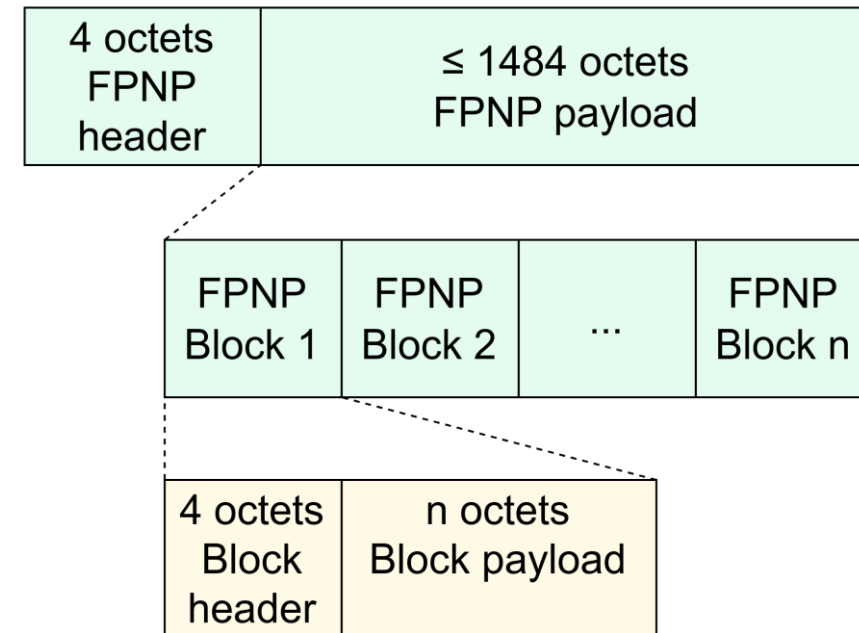 4 octets
FPNP
header
≤ 1484 octets
FPNP payload
FPNP
Block 1
FPNP
Block 2
...
FPNP
Block n
4 octets
Block
header
n octets
Block payload